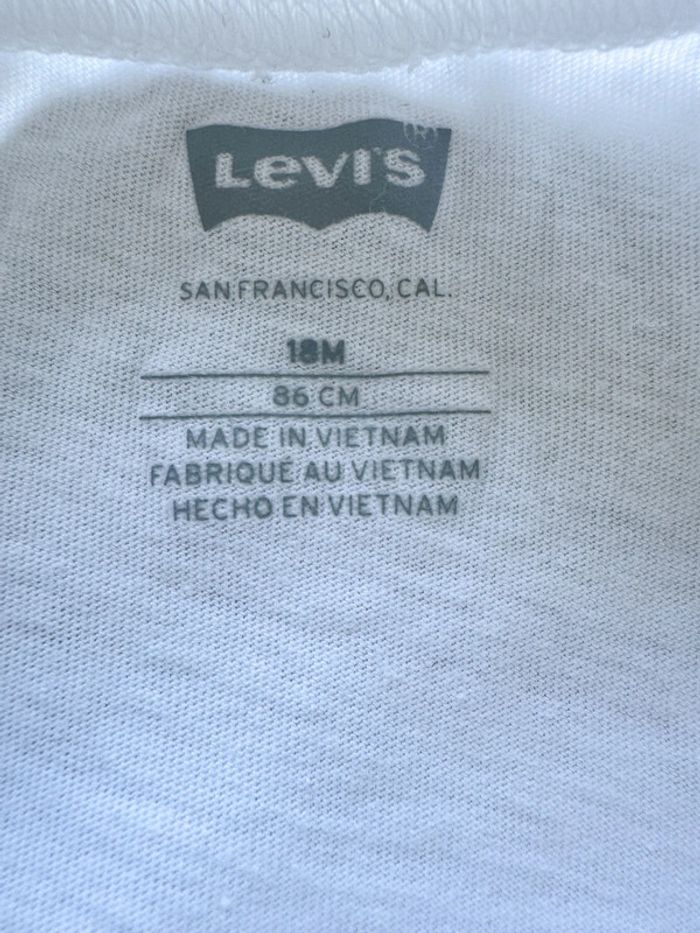 Levi's
SAN FRANCISCO, CAL.
18M
86 CM
MADE IN VIETNAM
FABRIQUÉ AU VIETNAM
HECHO EN VIETNAM